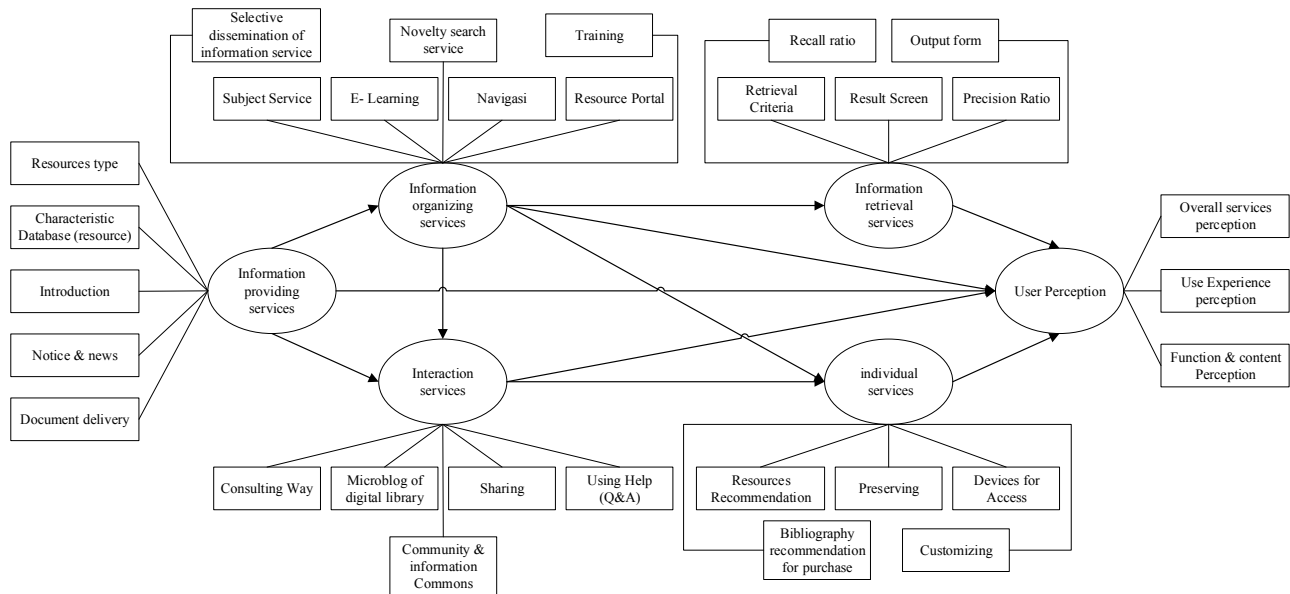 Selective
dissemination of
information service
Novelty search
service
Training
Recall ratio
Output form
Subject Service
E- Learning
Navigasi
Resource Portal
Retrieval
Criteria
Result Screen
Precision Ratio
Resources type
Characteristic
Database (resource)
Introduction
Notice & news
Document delivery
Information
organizing
services
Information
retrieval
services
Information
providing
services
User Perception
Overall services
perception
Use Experience
perception
Function & content
Perception
Interaction
services
individual
services
Consulting Way
Microblog of
digital library
Sharing
Using Help
(Q&A)
Resources
Recommendation
Preserving
Devices for
Access
Community &
information
Commons
Bibliography
recommendation
for purchase
Customizing